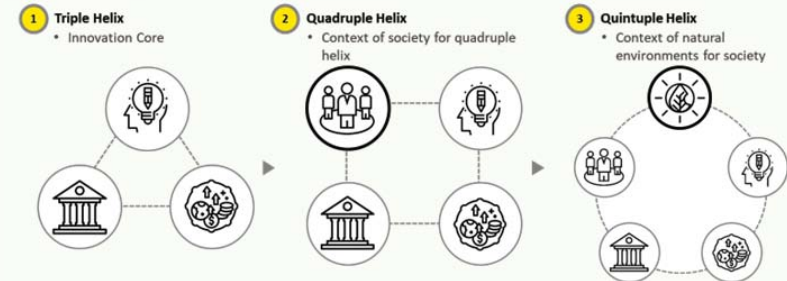 1 Triple Helix
• Innovation Core
2 Quadruple Helix
• Context of society for quadruple
helix
3 Quintuple Helix
• Context of natural
environments for society